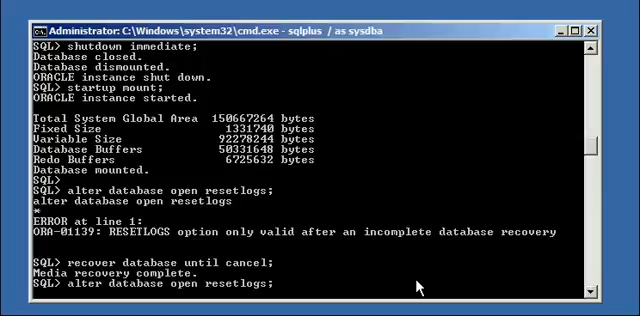 Administrator: C:\Windows\system32\cmd.exe - sqlplus / as sysdba
SQL> shutdown immediate;
Database closed.
Database dismounted.
ORACLE instance shut down.
SQL> startup mount;
ORACLE instance started.
Total System Global Area 150667264 bytes
Fixed Size 1331740 bytes
Variable Size 92278244 bytes
Database Buffers 50331648 bytes
Redo Buffers 6725632 bytes
Database mounted.
SQL>
SQL> alter database open resetlogs;
alter database open resetlogs
*
ERROR at line 1:
ORA-01139: RESETLOGS option only valid after an incomplete database recovery
SQL> recover database until cancel;
Media recovery complete.
SQL> alter database open resetlogs;